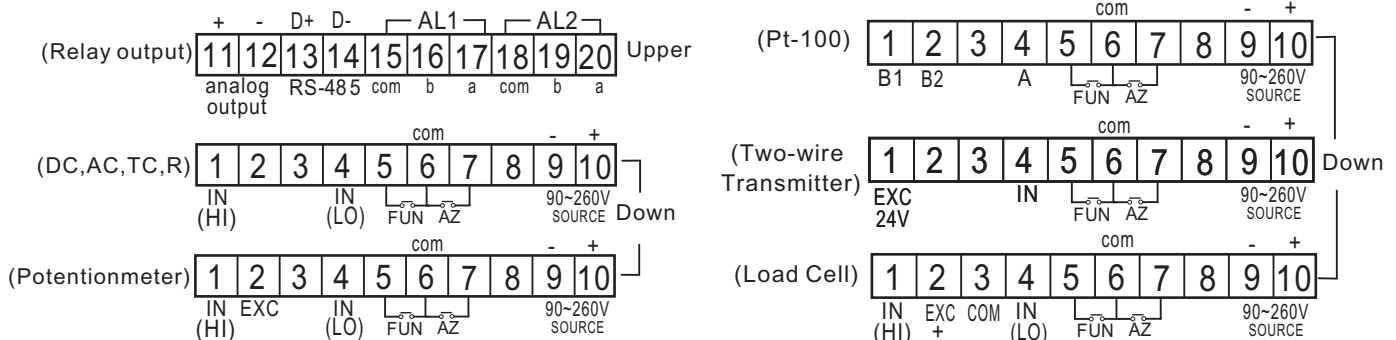 + - D+ D- AL1 AL2
(Relay output) 11 12 13 14 15 16 17 18 19 20 Upper
analog output RS-485 com b a com b a
com - +
(DC,AC,TC,R) 1 2 3 4 5 6 7 8 9 10
IN (HI) IN (LO) FUN AZ 90~260V SOURCE Down
com - +
(Potentionmeter) 1 2 3 4 5 6 7 8 9 10
IN (HI) EXC IN (LO) FUN AZ 90~260V SOURCE
com - +
(Pt-100) 1 2 3 4 5 6 7 8 9 10
B1 B2 A FUN AZ 90~260V SOURCE
com - +
(Two-wire Transmitter) 1 2 3 4 5 6 7 8 9 10 Down
EXC 24V IN FUN AZ 90~260V SOURCE
com - +
(Load Cell) 1 2 3 4 5 6 7 8 9 10
IN (HI) EXC + COM IN (LO) FUN AZ 90~260V SOURCE